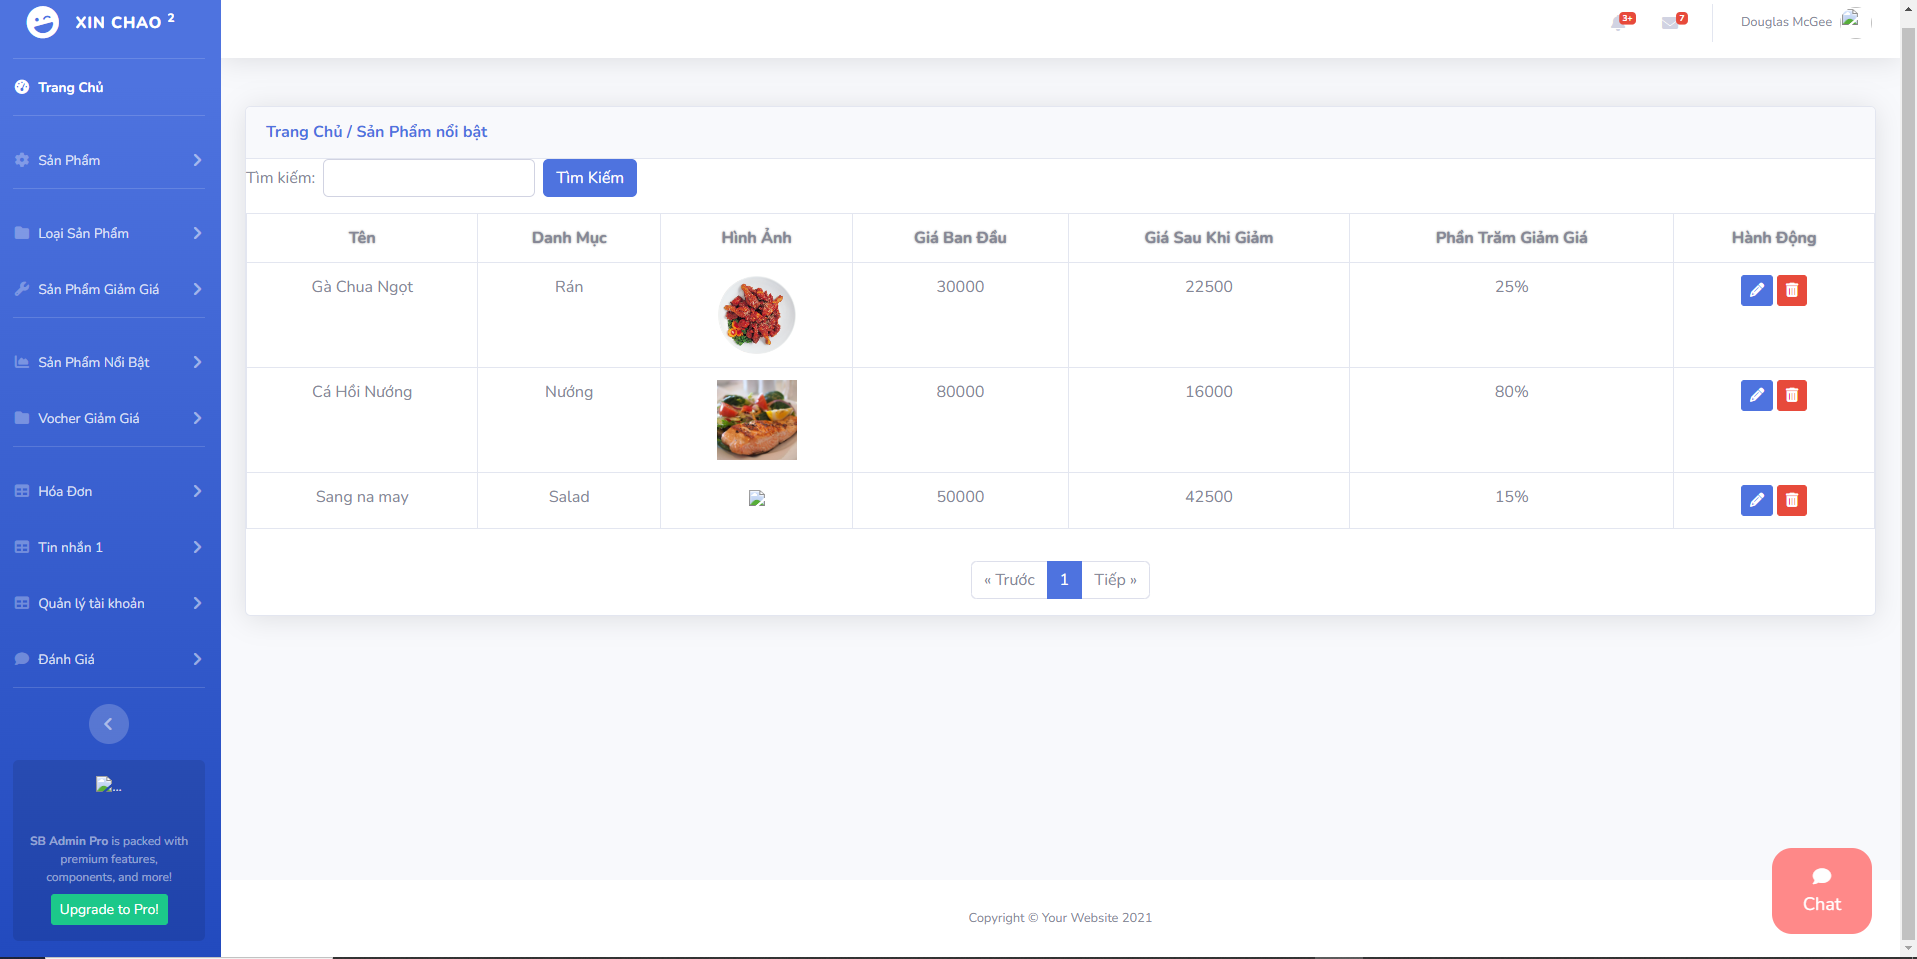 XIN CHAO 2
3+
7
Douglas McGee
Trang Chủ
Sản Phẩm
Loại Sản Phẩm
Sản Phẩm Giảm Giá
Sản Phẩm Nổi Bật
Vocher Giảm Giá
Hóa Đơn
Tin nhắn 1
Quản lý tài khoản
Đánh Giá
...
SB Admin Pro is packed with
premium features,
components, and more!
Upgrade to Pro!
Trang Chủ / Sản Phẩm nổi bật
Tìm kiếm: Tìm Kiếm
Tên Danh Mục Hình Ảnh Giá Ban Đầu Giá Sau Khi Giảm Phần Trăm Giảm Giá Hành Động
Gà Chua Ngọt Rán 30000 22500 25%
Cá Hồi Nướng Nướng 80000 16000 80%
Sang na may Salad 50000 42500 15%
« Trước 1 Tiếp »
Chat
Copyright © Your Website 2021